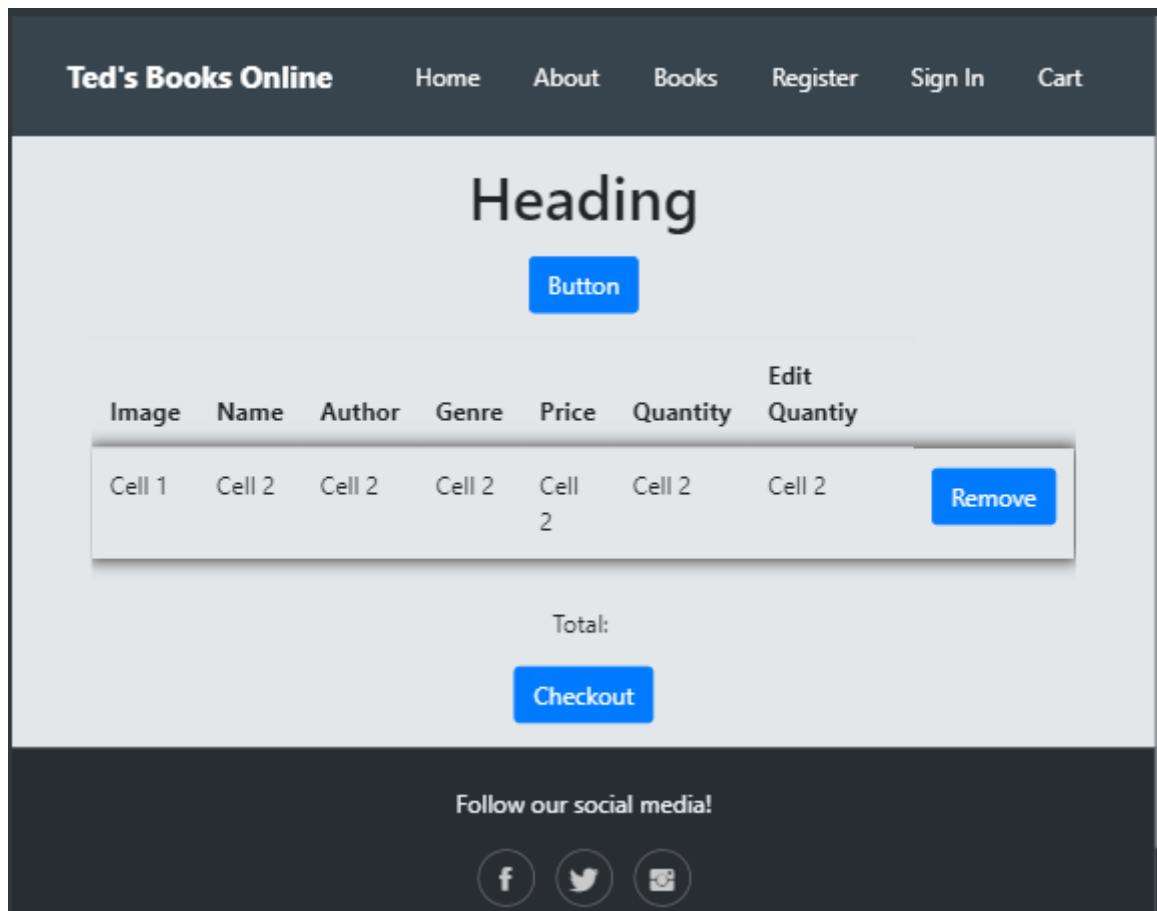 Ted's Books Online Home About Books Register Sign In Cart
Heading
Button
Edit
Image Name Author Genre Price Quantity Quantiy
Cell 1 Cell 2 Cell 2 Cell 2 Cell Cell 2 Cell 2 Remove
2
Total:
Checkout
Follow our social media!